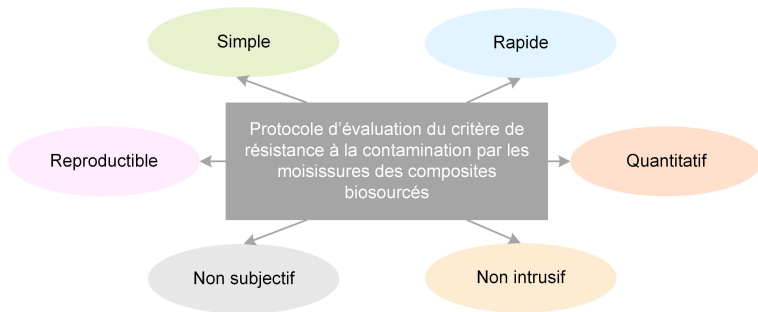 Simple
Rapide
Protocole d'évaluation du critère de
résistance à la contamination par les
moisissures des composites
biosourcés
Reproductible
Quantitatif
Non subjectif
Non intrusif